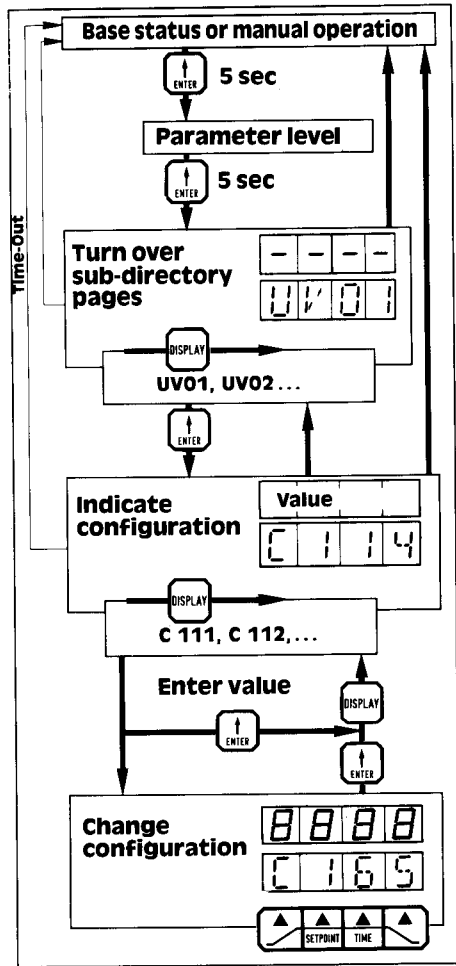 Base status or manual operation
↑
ENTER
5 sec
Parameter level
↑
ENTER
5 sec
Time-Out
Turn over
sub-directory
pages
- - - -
UV01
DISPLAY
UV01, UV02...
↑
ENTER
Indicate
configuration
Value
C114
DISPLAY
C 111, C 112,...
Enter value
DISPLAY
↑
ENTER
↑
ENTER
Change
configuration
8888
C165
SETPOINT
TIME